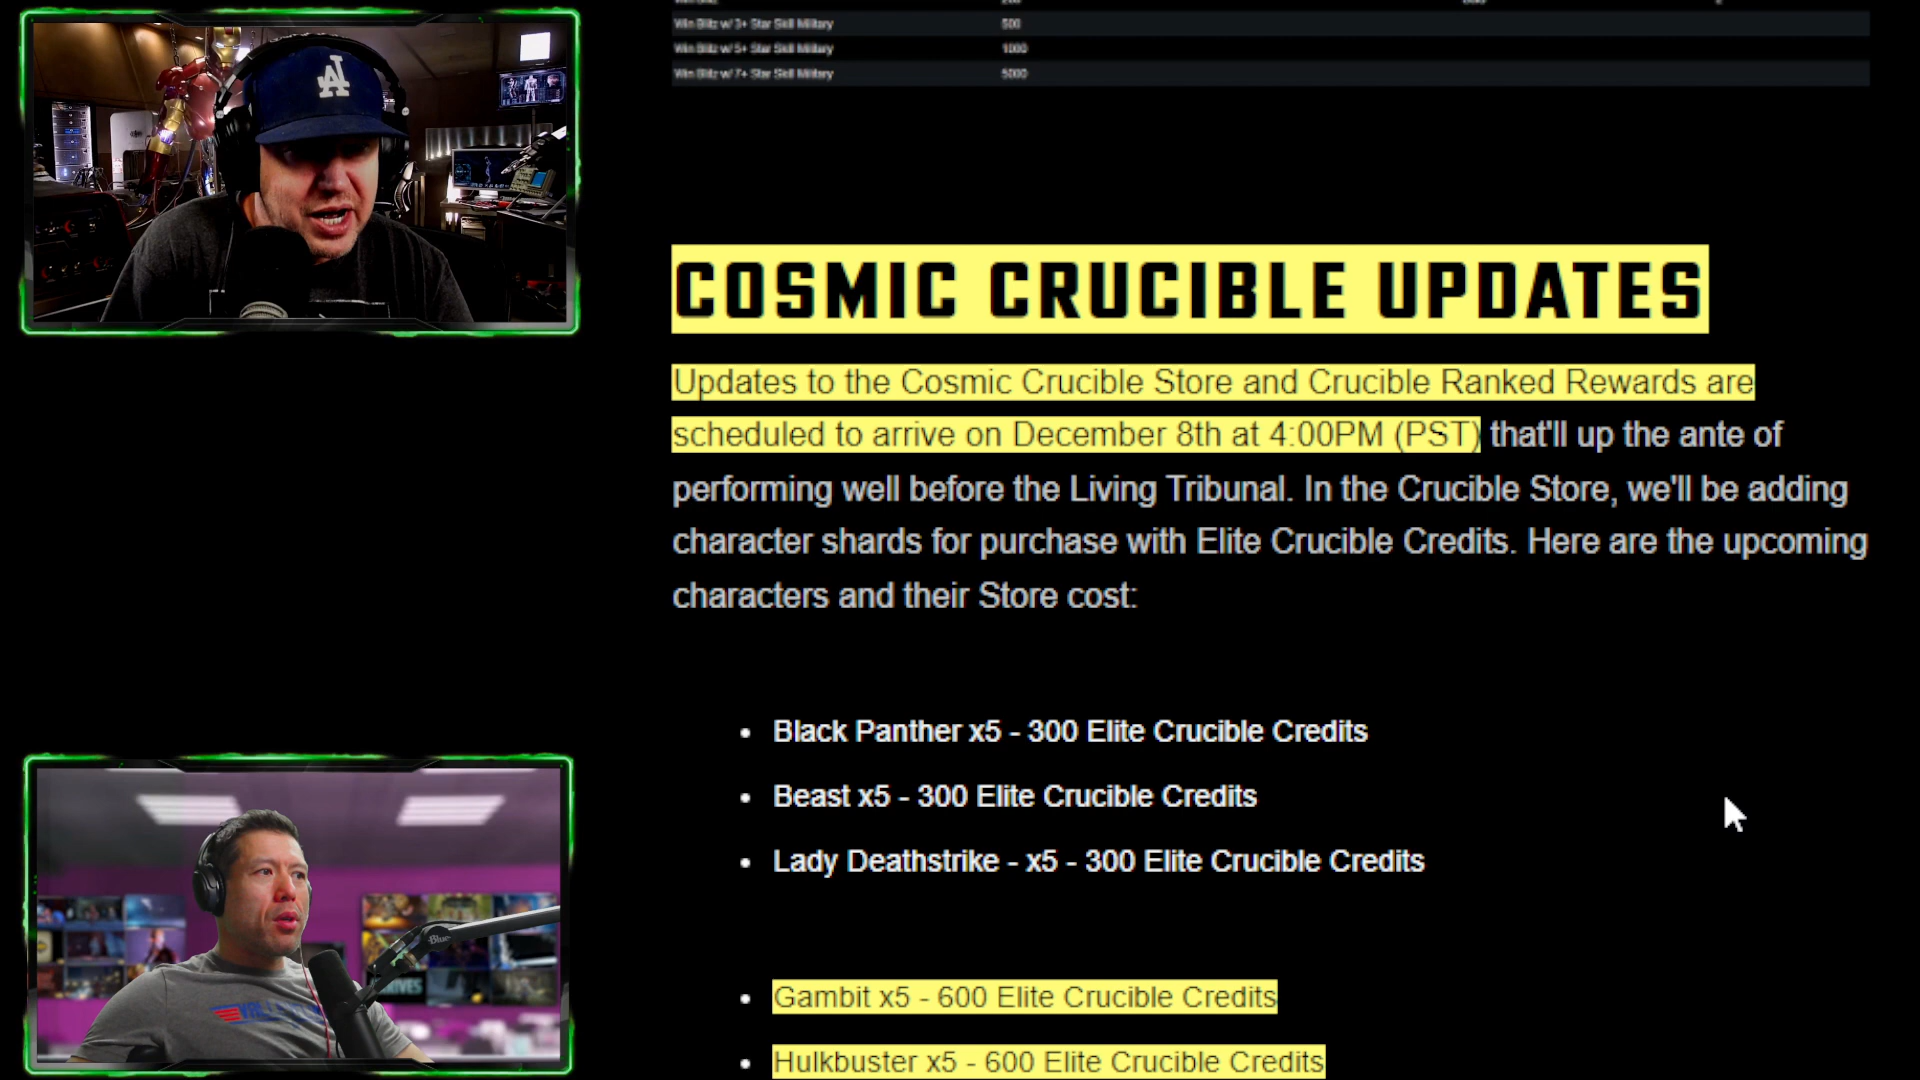 Win Blitz w/ 3+ Star Skill Military 500
Win Blitz w/ 5+ Star Skill Military 1000
Win Blitz w/ 7+ Star Skill Military 5000
COSMIC CRUCIBLE UPDATES
Updates to the Cosmic Crucible Store and Crucible Ranked Rewards are
scheduled to arrive on December 8th at 4:00PM (PST) that'll up the ante of
performing well before the Living Tribunal. In the Crucible Store, we'll be adding
character shards for purchase with Elite Crucible Credits. Here are the upcoming
characters and their Store cost:
• Black Panther x5 - 300 Elite Crucible Credits
• Beast x5 - 300 Elite Crucible Credits
• Lady Deathstrike - x5 - 300 Elite Crucible Credits
• Gambit x5 - 600 Elite Crucible Credits
• Hulkbuster x5 - 600 Elite Crucible Credits
LA
Blue